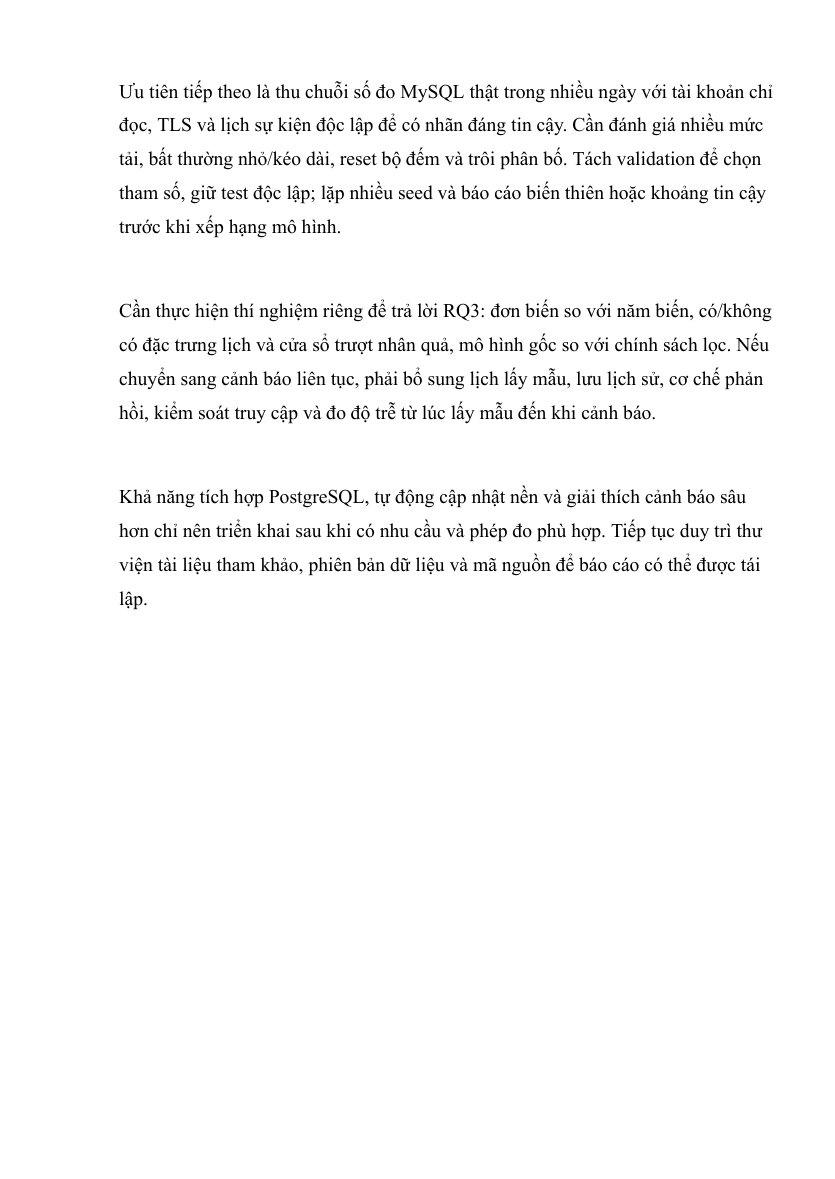 Ưu tiên tiếp theo là thu chuỗi số đo MySQL thật trong nhiều ngày với tài khoản chỉ
đọc, TLS và lịch sự kiện độc lập để có nhãn đáng tin cậy. Cần đánh giá nhiều mức
tải, bất thường nhỏ/kéo dài, reset bộ đếm và trôi phân bố. Tách validation để chọn
tham số, giữ test độc lập; lặp nhiều seed và báo cáo biến thiên hoặc khoảng tin cậy
trước khi xếp hạng mô hình.
Cần thực hiện thí nghiệm riêng để trả lời RQ3: đơn biến so với năm biến, có/không
có đặc trưng lịch và cửa sổ trượt nhân quả, mô hình gốc so với chính sách lọc. Nếu
chuyển sang cảnh báo liên tục, phải bổ sung lịch lấy mẫu, lưu lịch sử, cơ chế phản
hồi, kiểm soát truy cập và đo độ trễ từ lúc lấy mẫu đến khi cảnh báo.
Khả năng tích hợp PostgreSQL, tự động cập nhật nền và giải thích cảnh báo sâu
hơn chỉ nên triển khai sau khi có nhu cầu và phép đo phù hợp. Tiếp tục duy trì thư
viện tài liệu tham khảo, phiên bản dữ liệu và mã nguồn để báo cáo có thể được tái
lập.